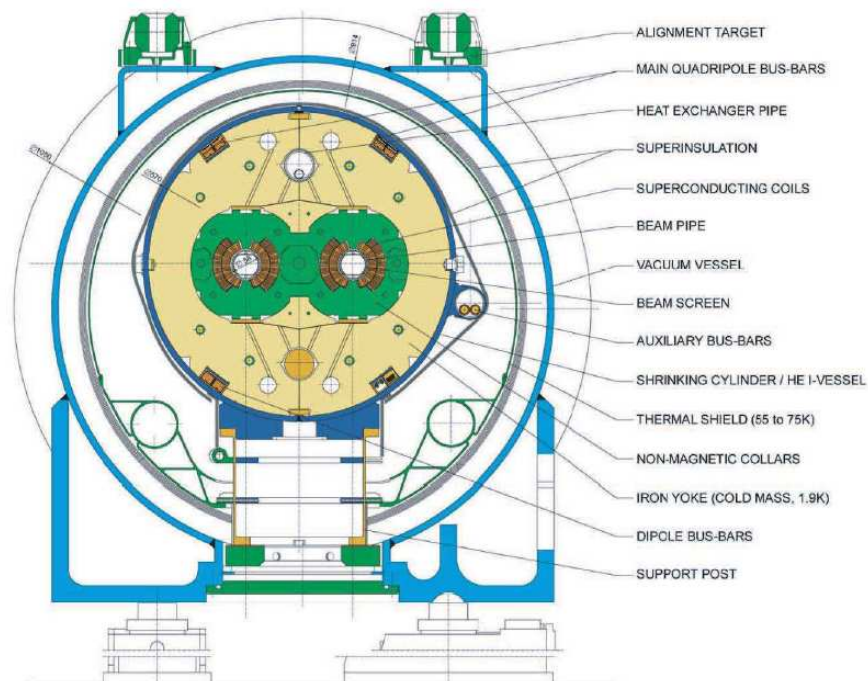 ALIGNMENT TARGET
MAIN QUADRIPOLE BUS-BARS
HEAT EXCHANGER PIPE
SUPERINSULATION
SUPERCONDUCTING COILS
BEAM PIPE
VACUUM VESSEL
BEAM SCREEN
AUXILIARY BUS-BARS
SHRINKING CYLINDER / HE I-VESSEL
THERMAL SHIELD (55 to 75K)
NON-MAGNETIC COLLARS
IRON YOKE (COLD MASS, 1.9K)
DIPOLE BUS-BARS
SUPPORT POST
Ø914
Ø570